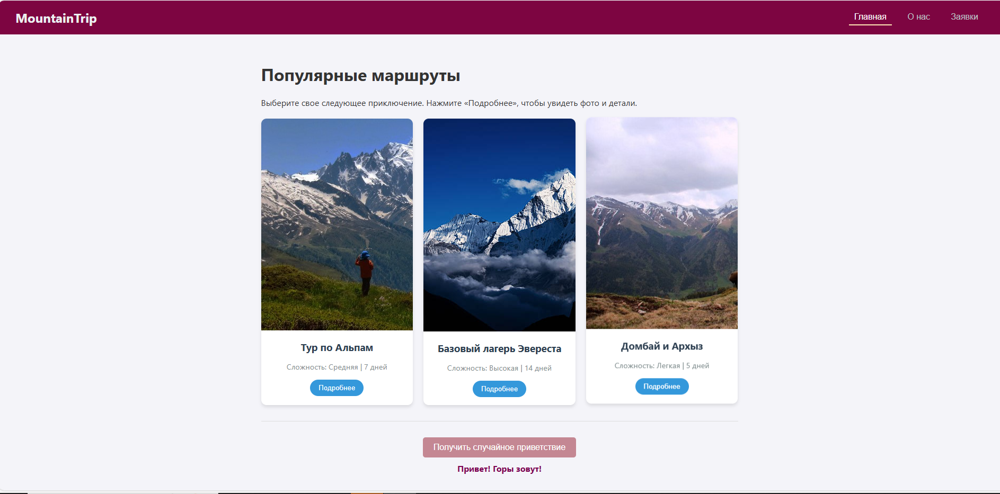 MountainTrip
Главная
О нас
Заявки
Популярные маршруты
Выберите свое следующее приключение. Нажмите «Подробнее», чтобы увидеть фото и детали.
Тур по Альпам
Сложность: Средняя | 7 дней
Подробнее
Базовый лагерь Эвереста
Сложность: Высокая | 14 дней
Подробнее
Домбай и Архыз
Сложность: Легкая | 5 дней
Подробнее
Получить случайное приветствие
Привет! Горы зовут!